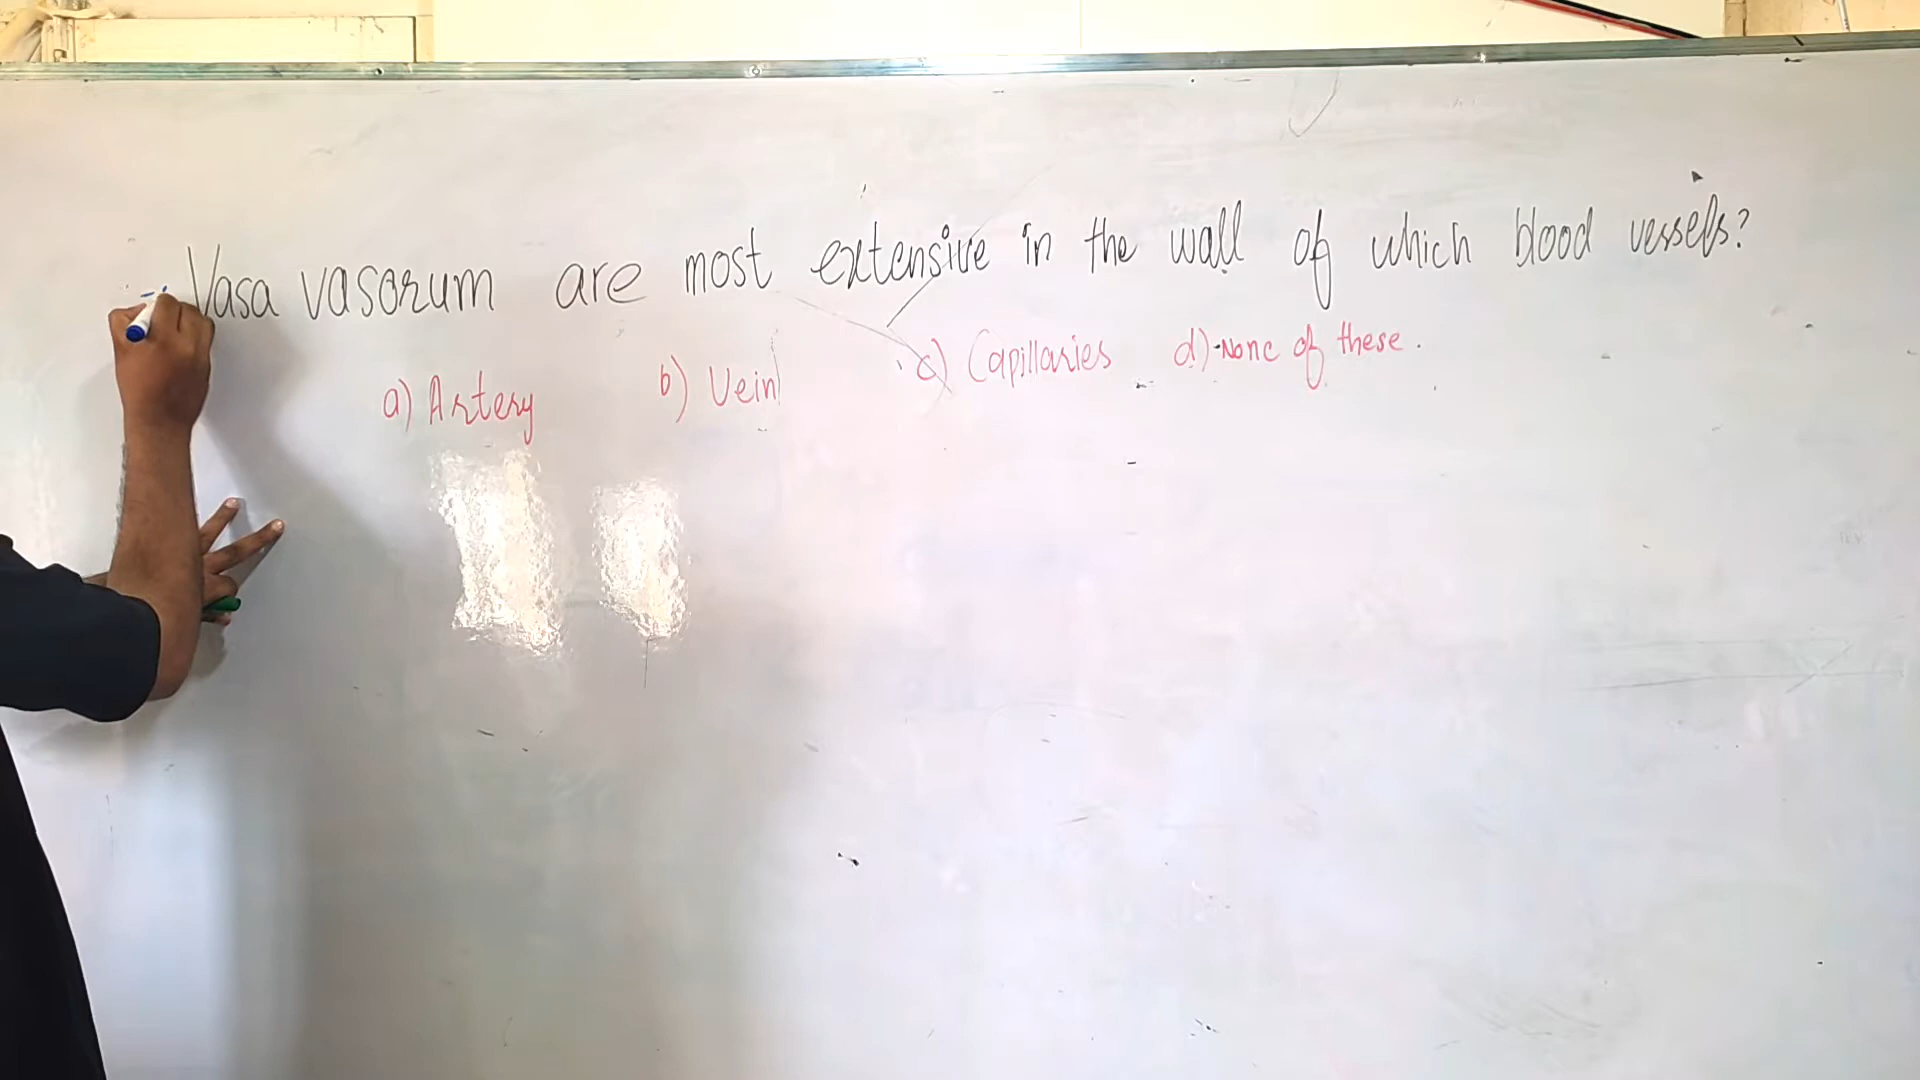 Vasa vasorum are most extensive in the wall of which blood vessels?
a) Artery b) Vein c) Capillaries d) None of these.